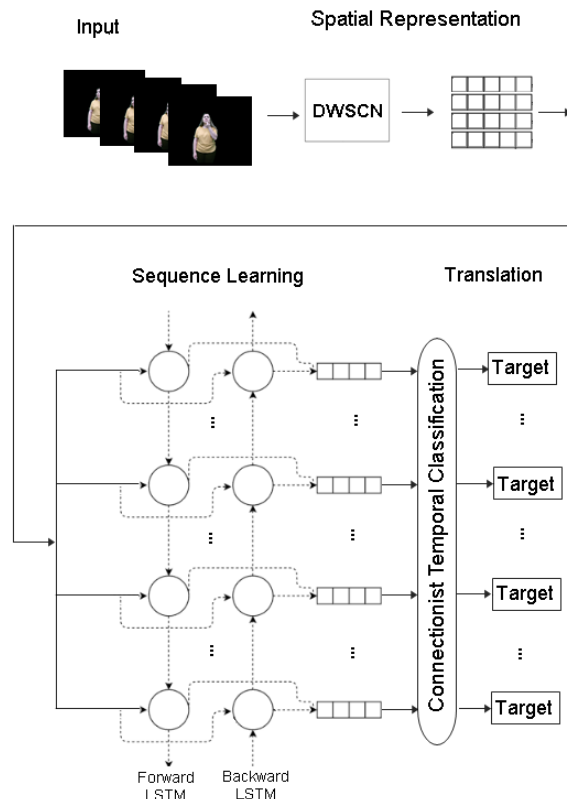 Input
Spatial Representation
DWSCN
Sequence Learning
Translation
Target
...
...
...
Target
...
...
...
Target
...
...
...
Target
Connectionist Temporal Classification
Forward
LSTM
Backward
LSTM